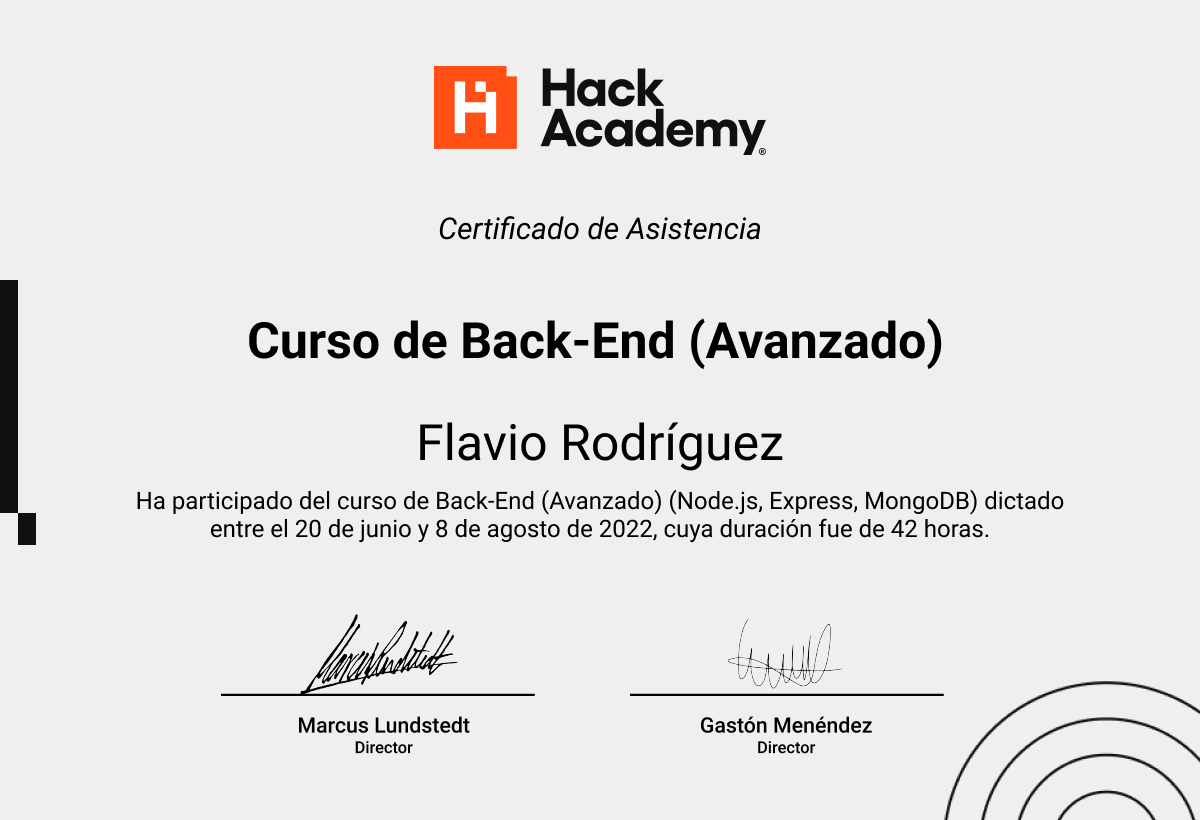 Hack
Academy®
Certificado de Asistencia
Curso de Back-End (Avanzado)
Flavio Rodríguez
Ha participado del curso de Back-End (Avanzado) (Node.js, Express, MongoDB) dictado
entre el 20 de junio y 8 de agosto de 2022, cuya duración fue de 42 horas.
Marcus Lundstedt
Director
Gastón Menéndez
Director